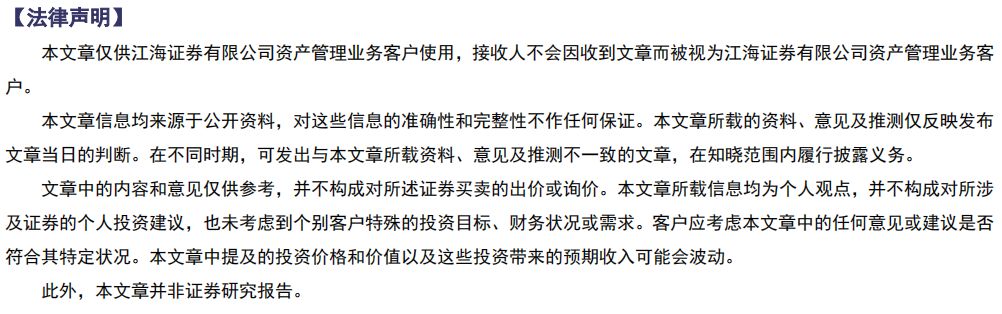 【法律声明】
本文章仅供江海证券有限公司资产管理业务客户使用，接收人不会因收到文章而被视为江海证券有限公司资产管理业务客
户。
本文章信息均来源于公开资料，对这些信息的准确性和完整性不作任何保证。本文章所载的资料、意见及推测仅反映发布
文章当日的判断。在不同时期，可发出与本文章所载资料、意见及推测不一致的文章，在知晓范围内履行披露义务。
文章中的内容和意见仅供参考，并不构成对所述证券买卖的出价或询价。本文章所载信息均为个人观点，并不构成对所涉
及证券的个人投资建议，也未考虑到个别客户特殊的投资目标、财务状况或需求。客户应考虑本文章中的任何意见或建议是否
符合其特定状况。本文章中提及的投资价格和价值以及这些投资带来的预期收入可能会波动。
此外，本文章并非证券研究报告。